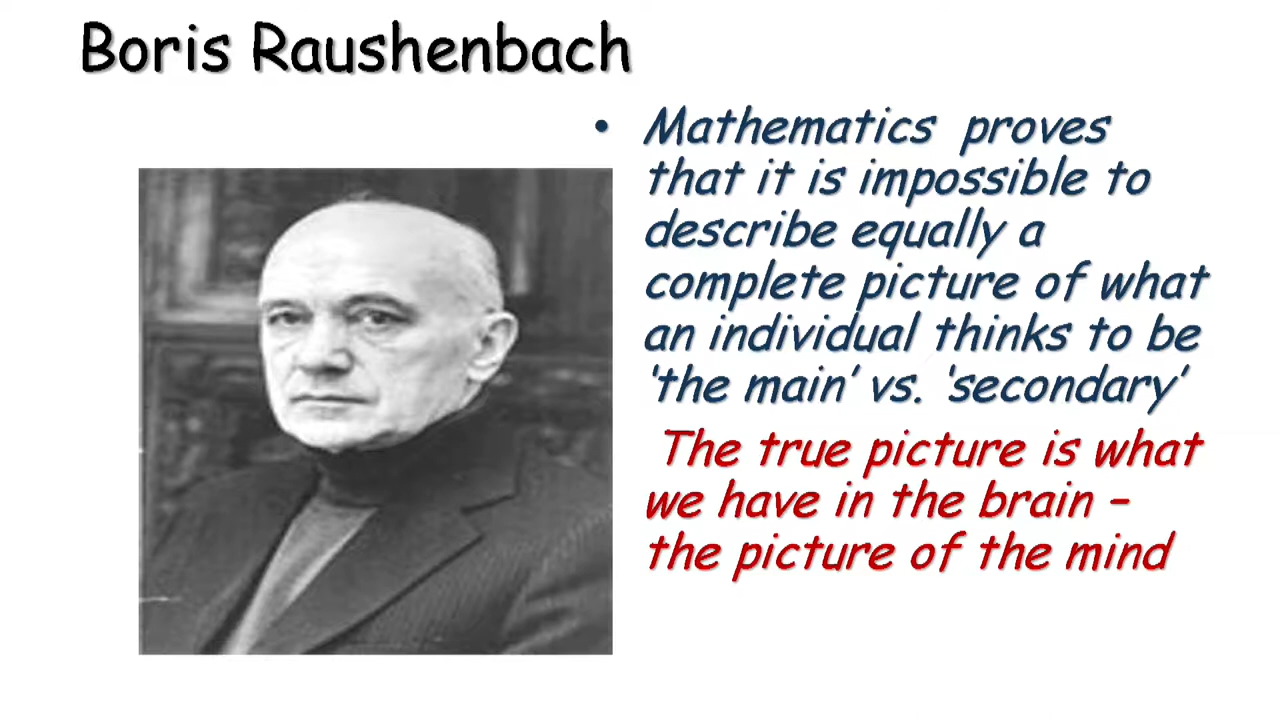 Boris Raushenbach
• Mathematics proves
that it is impossible to
describe equally a
complete picture of what
an individual thinks to be
‘the main’ vs. ‘secondary’
The true picture is what
we have in the brain –
the picture of the mind